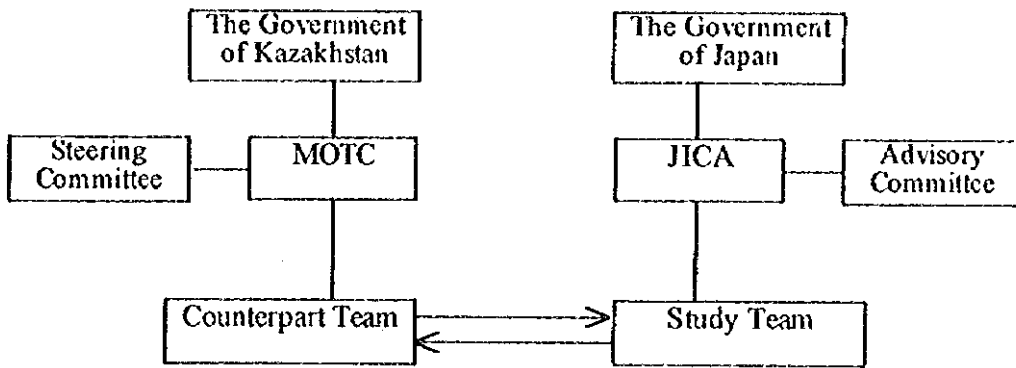 The Government
of Kazakhstan
The Government
of Japan
Steering
Committee
MOTC
JICA
Advisory
Committee
Counterpart Team
Study Team